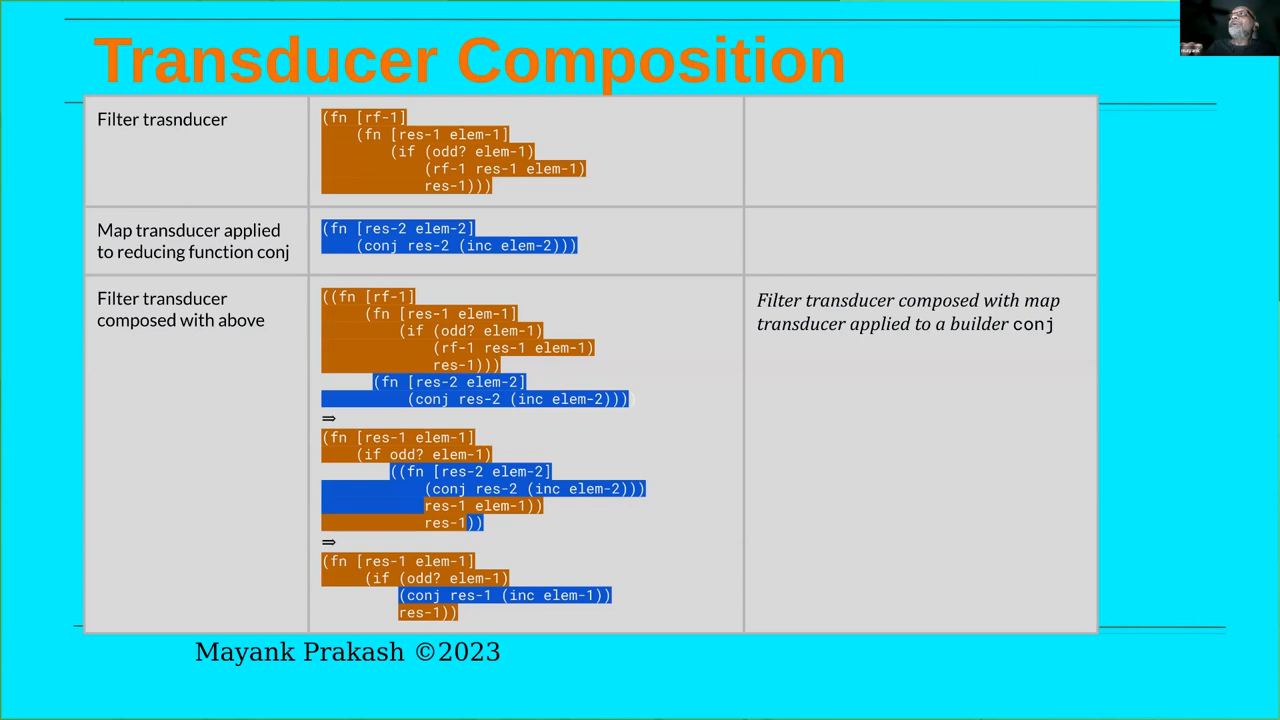 Transducer Composition
mayank
Filter trasnducer
(fn [rf-1]
(fn [res-1 elem-1]
(if (odd? elem-1)
(rf-1 res-1 elem-1)
res-1)))
Map transducer applied
to reducing function conj
(fn [res-2 elem-2]
(conj res-2 (inc elem-2)))
Filter transducer
composed with above
((fn [rf-1]
(fn [res-1 elem-1]
(if (odd? elem-1)
(rf-1 res-1 elem-1)
res-1)))
(fn [res-2 elem-2]
(conj res-2 (inc elem-2))))
⇒
(fn [res-1 elem-1]
(if odd? elem-1)
((fn [res-2 elem-2]
(conj res-2 (inc elem-2)))
res-1 elem-1))
res-1))
⇒
(fn [res-1 elem-1]
(if (odd? elem-1)
(conj res-1 (inc elem-1))
res-1))
Filter transducer composed with map
transducer applied to a builder conj
Mayank Prakash ©2023